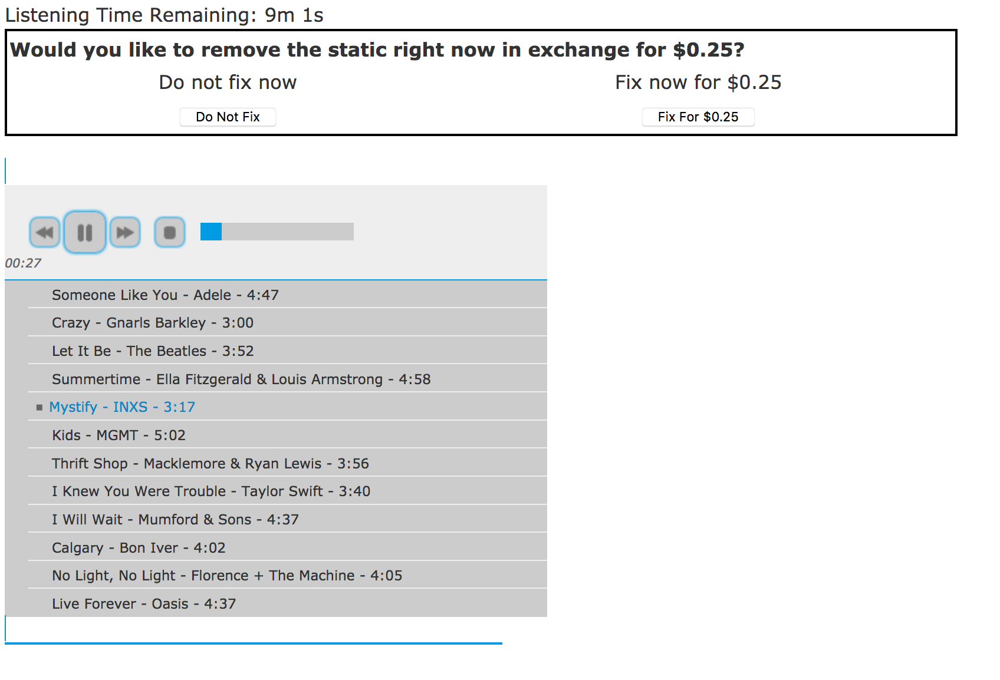 Listening Time Remaining: 9m 1s
Would you like to remove the static right now in exchange for $0.25?
Do not fix now
Fix now for $0.25
Do Not Fix
Fix For $0.25
00:27
Someone Like You - Adele - 4:47
Crazy - Gnarls Barkley - 3:00
Let It Be - The Beatles - 3:52
Summertime - Ella Fitzgerald & Louis Armstrong - 4:58
Mystify - INXS - 3:17
Kids - MGMT - 5:02
Thrift Shop - Macklemore & Ryan Lewis - 3:56
I Knew You Were Trouble - Taylor Swift - 3:40
I Will Wait - Mumford & Sons - 4:37
Calgary - Bon Iver - 4:02
No Light, No Light - Florence + The Machine - 4:05
Live Forever - Oasis - 4:37